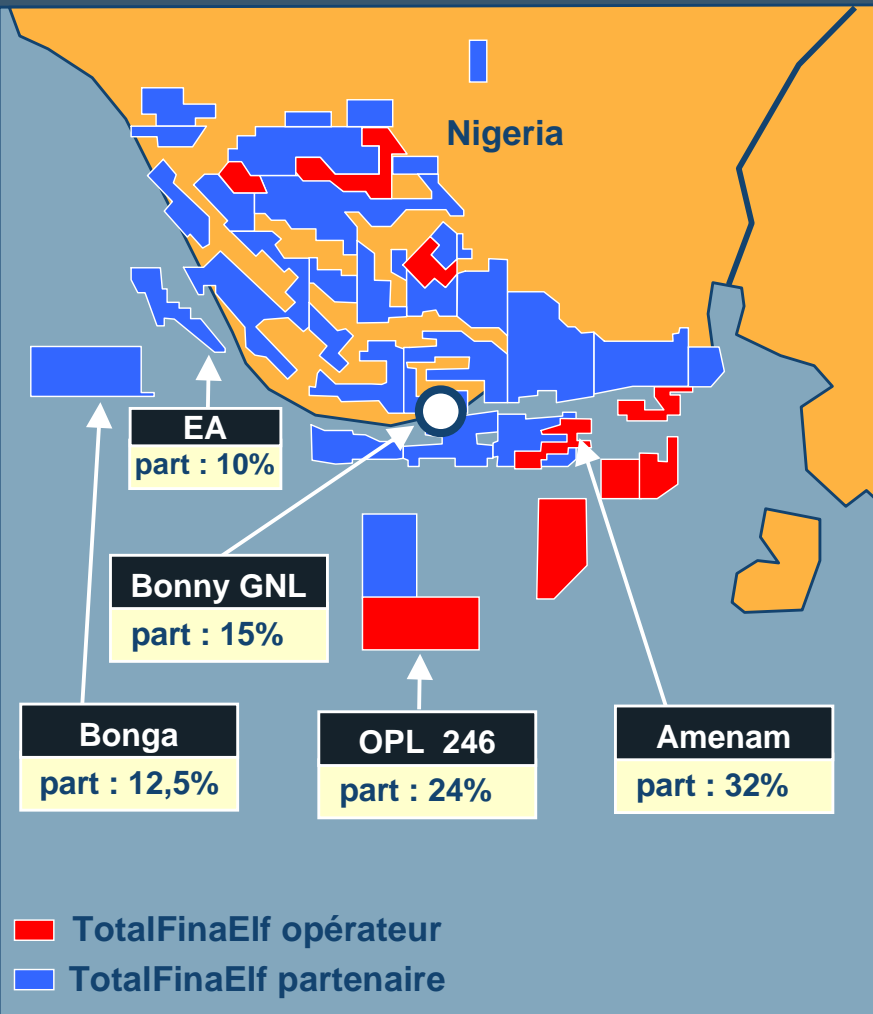 Nigeria
EA
part : 10%
Bonny GNL
part : 15%
Bonga
part : 12,5%
OPL 246
part : 24%
Amenam
part : 32%
TotalFinaElf opérateur
TotalFinaElf partenaire